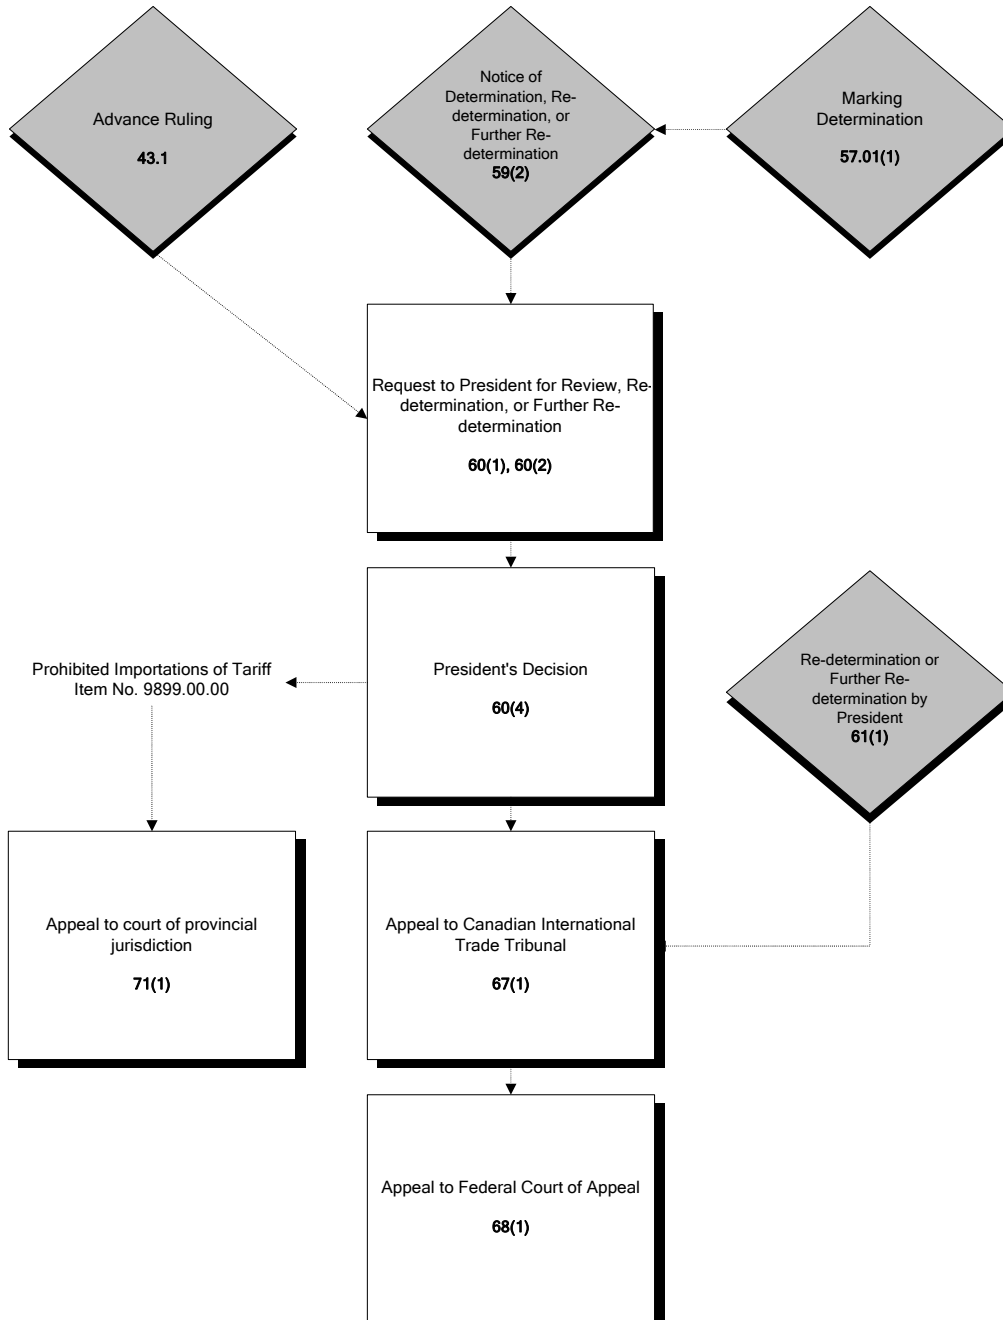 Advance Ruling
43.1
Notice of
Determination, Re-
determination, or
Further Re-
determination
59(2)
Marking
Determination
57.01(1)
Request to President for Review, Re-
determination, or Further Re-
determination
60(1), 60(2)
President's Decision
60(4)
Prohibited Importations of Tariff
Item No. 9899.00.00
Re-determination or
Further Re-
determination by
President
61(1)
Appeal to court of provincial
jurisdiction
71(1)
Appeal to Canadian International
Trade Tribunal
67(1)
Appeal to Federal Court of Appeal
68(1)